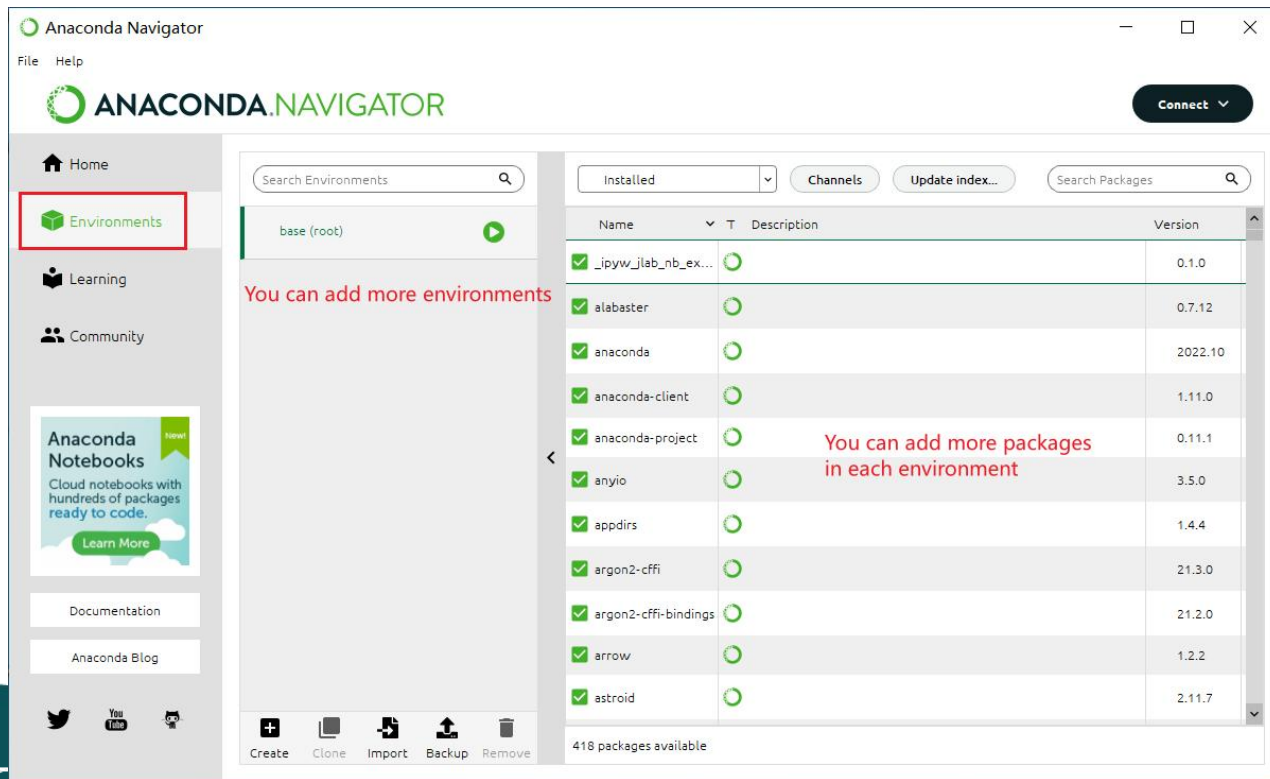 Anaconda Navigator
File Help
ANACONDA.NAVIGATOR
Connect
Home
Environments
Learning
Community
Anaconda
Notebooks
New!
Cloud notebooks with
hundreds of packages
ready to code.
Learn More
Documentation
Anaconda Blog
You
Tube
Search Environments
base (root)
You can add more environments
Create Clone Import Backup Remove
Installed Channels Update index... Search Packages
Name T Description Version
_ipyw_jlab_nb_ex... 0.1.0
alabaster 0.7.12
anaconda 2022.10
anaconda-client 1.11.0
anaconda-project 0.11.1
You can add more packages
in each environment
anyio 3.5.0
appdirs 1.4.4
argon2-cffi 21.3.0
argon2-cffi-bindings 21.2.0
arrow 1.2.2
astroid 2.11.7
418 packages available